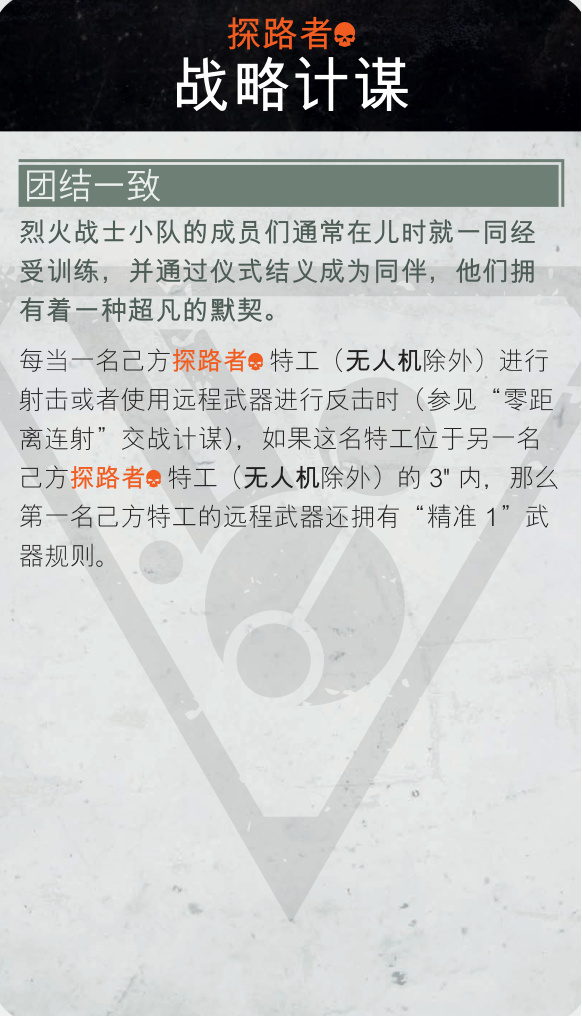 探路者
战略计谋
团结一致
烈火战士小队的成员们通常在儿时就一同经
受训练，并通过仪式结义成为同伴，他们拥
有着一种超凡的默契。
每当一名己方探路者特工（无人机除外）进行
射击或者使用远程武器进行反击时（参见“零距
离连射”交战计谋），如果这名特工位于另一名
己方探路者特工（无人机除外）的 3" 内，那么
第一名己方特工的远程武器还拥有“精准 1”武
器规则。